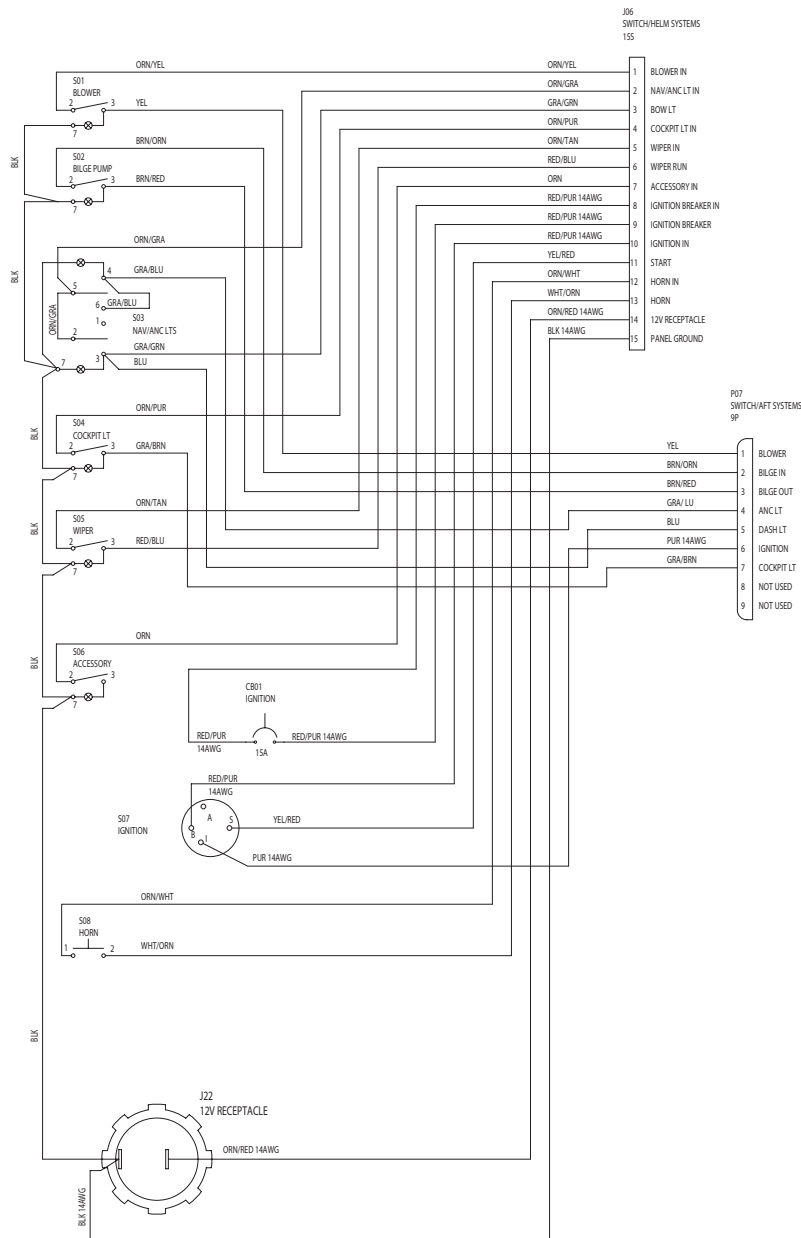 J06
SWITCH/HELM SYSTEMS
15S
ORN/YEL
ORN/YEL
1 BLOWER IN
ORN/GRA
2 NAV/ANC LT IN
GRA/GRN
3 BOW LT
ORN/PUR
4 COCKPIT LT IN
ORN/TAN
5 WIPER IN
RED/BLU
6 WIPER RUN
ORN
7 ACCESSORY IN
RED/PUR 14AWG
8 IGNITION BREAKER IN
RED/PUR 14AWG
9 IGNITION BREAKER
RED/PUR 14AWG
10 IGNITION IN
YEL/RED
11 START
ORN/WHT
12 HORN IN
WHT/ORN
13 HORN
ORN/RED 14AWG
14 12V RECEPTACLE
BLK 14AWG
15 PANEL GROUND
S01
BLOWER
2 3 YEL
7
BLK
BRN/ORN
S02
BILGE PUMP
2 3 BRN/RED
7
BLK
ORN/GRA
4 GRA/BLU
5
6 GRA/BLU
ORN/GRA
1 S03
NAV/ANC LTS
2
GRA/GRN
7 3 BLU
P07
SWITCH/AFT SYSTEMS
9P
YEL
1 BLOWER
BRN/ORN
2 BILGE IN
BRN/RED
3 BILGE OUT
GRA/ LU
4 ANC LT
BLU
5 DASH LT
PUR 14AWG
6 IGNITION
GRA/BRN
7 COCKPIT LT
8 NOT USED
9 NOT USED
ORN/PUR
BLK
S04
COCKPIT LT
2 3 GRA/BRN
7
ORN/TAN
BLK
S05
WIPER
2 3 RED/BLU
7
ORN
BLK
S06
ACCESSORY
2 3
7
CB01
IGNITION
RED/PUR
14AWG
15A
RED/PUR 14AWG
RED/PUR
14AWG
S07
IGNITION
A
B
S
I
YEL/RED
PUR 14AWG
ORN/WHT
S08
HORN
1 2 WHT/ORN
BLK
J22
12V RECEPTACLE
ORN/RED 14AWG
BLK 14AWG